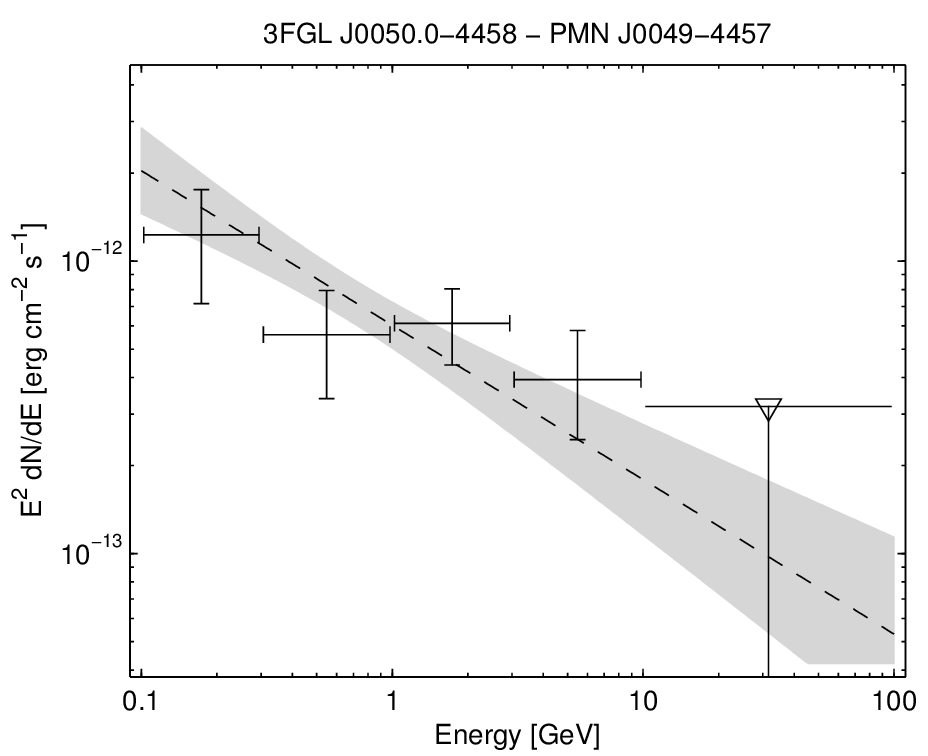 3FGL J0050.0−4458 − PMN J0049−4457
E² dN/dE [erg cm⁻² s⁻¹]
10⁻¹²
10⁻¹³
0.1 1 10 100
Energy [GeV]